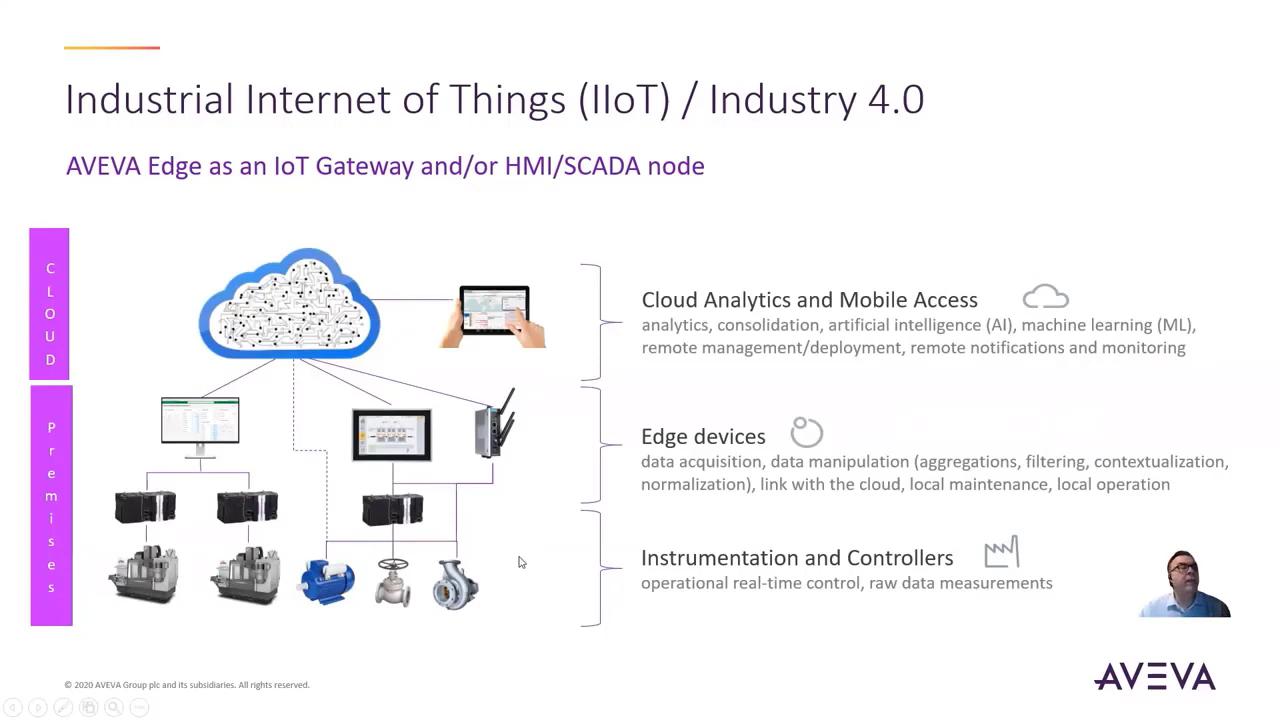 Industrial Internet of Things (IIoT) / Industry 4.0
AVEVA Edge as an IoT Gateway and/or HMI/SCADA node
CLOUD
Premises
Cloud Analytics and Mobile Access
analytics, consolidation, artificial intelligence (AI), machine learning (ML),
remote management/deployment, remote notifications and monitoring
Edge devices
data acquisition, data manipulation (aggregations, filtering, contextualization,
normalization), link with the cloud, local maintenance, local operation
Instrumentation and Controllers
operational real-time control, raw data measurements
© 2020 AVEVA Group plc and its subsidiaries. All rights reserved.
AVEVA